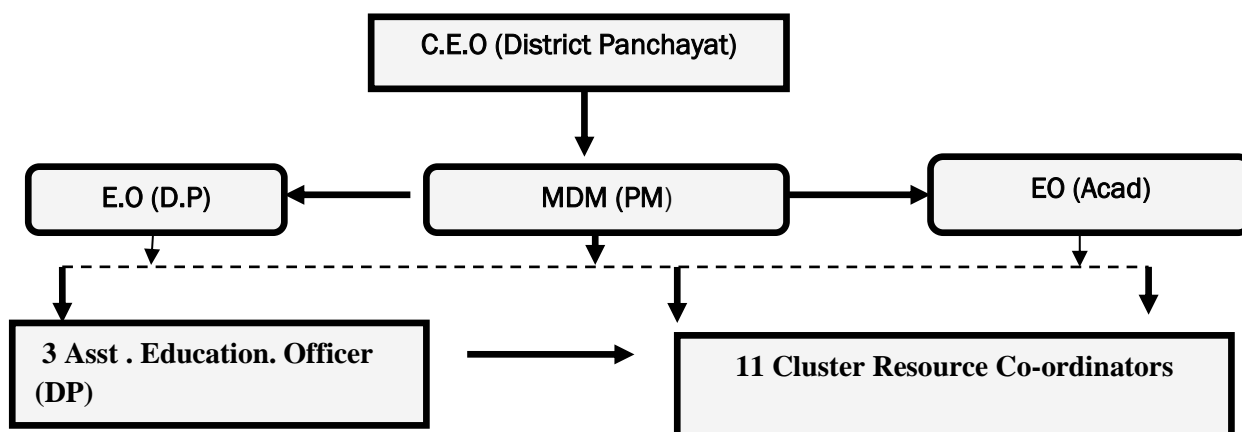 C.E.O (District Panchayat)
E.O (D.P)
MDM (PM)
EO (Acad)
3 Asst . Education. Officer
(DP)
11 Cluster Resource Co-ordinators